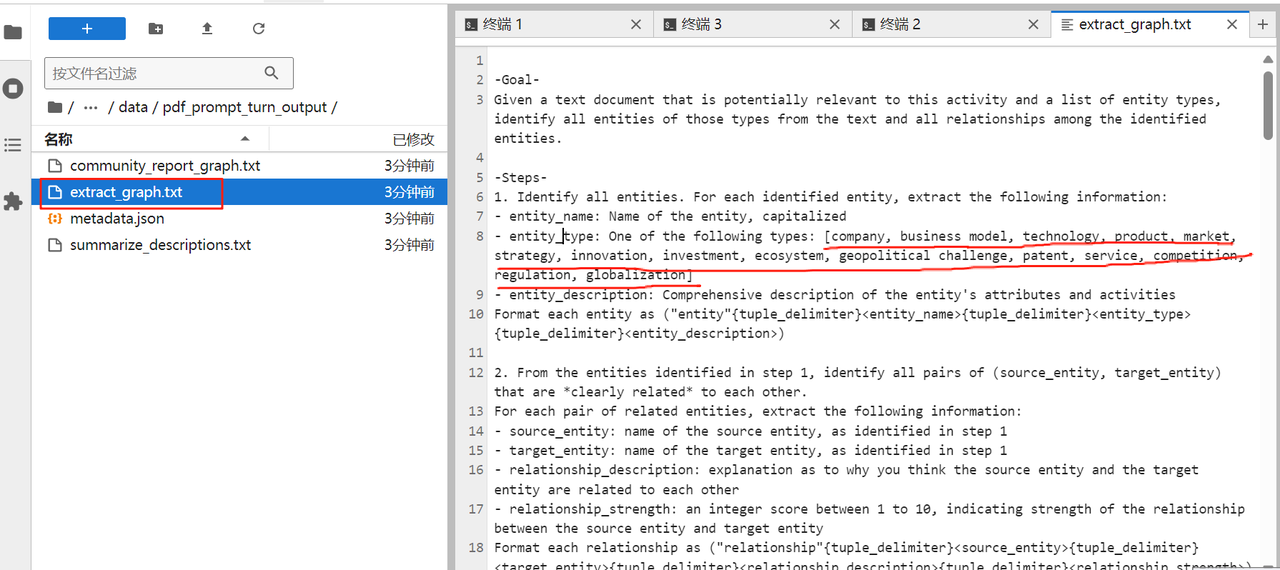 终端 1
终端 3
终端 2
extract_graph.txt
按文件名过滤
/ ··· / data / pdf_prompt_turn_output /
名称 已修改
community_report_graph.txt 3分钟前
extract_graph.txt 3分钟前
metadata.json 3分钟前
summarize_descriptions.txt 3分钟前
1
2 -Goal-
3 Given a text document that is potentially relevant to this activity and a list of entity types,
identify all entities of those types from the text and all relationships among the identified
entities.
4
5 -Steps-
6 1. Identify all entities. For each identified entity, extract the following information:
7 - entity_name: Name of the entity, capitalized
8 - entity_type: One of the following types: [company, business model, technology, product, market,
strategy, innovation, investment, ecosystem, geopolitical challenge, patent, service, competition,
regulation, globalization]
9 - entity_description: Comprehensive description of the entity's attributes and activities
10 Format each entity as ("entity"{tuple_delimiter}<entity_name>{tuple_delimiter}<entity_type>
{tuple_delimiter}<entity_description>)
11
12 2. From the entities identified in step 1, identify all pairs of (source_entity, target_entity)
that are *clearly related* to each other.
13 For each pair of related entities, extract the following information:
14 - source_entity: name of the source entity, as identified in step 1
15 - target_entity: name of the target entity, as identified in step 1
16 - relationship_description: explanation as to why you think the source entity and the target
entity are related to each other
17 - relationship_strength: an integer score between 1 to 10, indicating strength of the relationship
between the source entity and target entity
18 Format each relationship as ("relationship"{tuple_delimiter}<source_entity>{tuple_delimiter}
<target_entity>{tuple_delimiter}<relationship_description>{tuple_delimiter}<relationship_strength>)